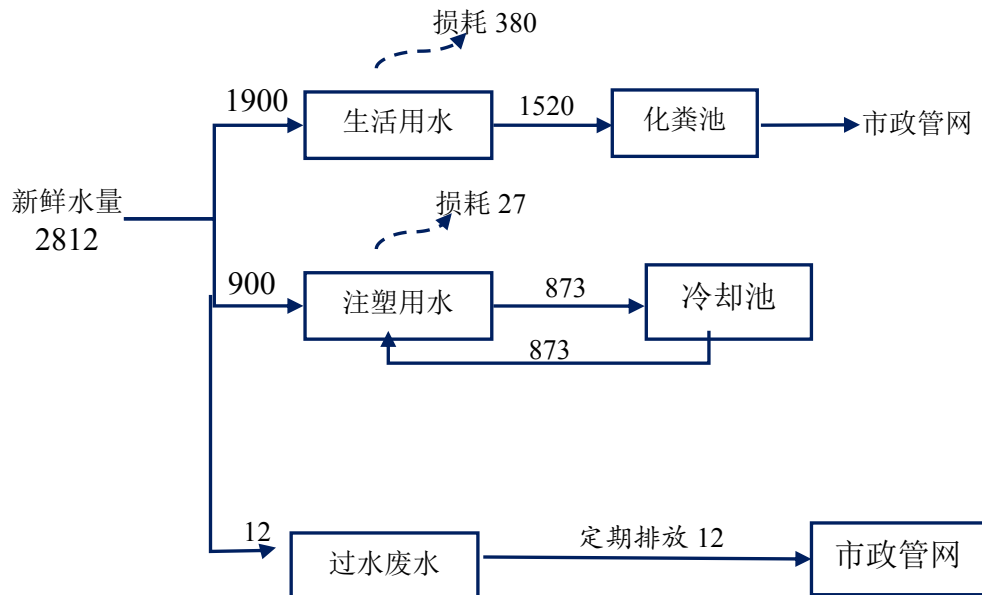 损耗 380
1900
生活用水
1520
化粪池
市政管网
新鲜水量
2812
损耗 27
900
注塑用水
873
冷却池
873
12
过水废水
定期排放 12
市政管网